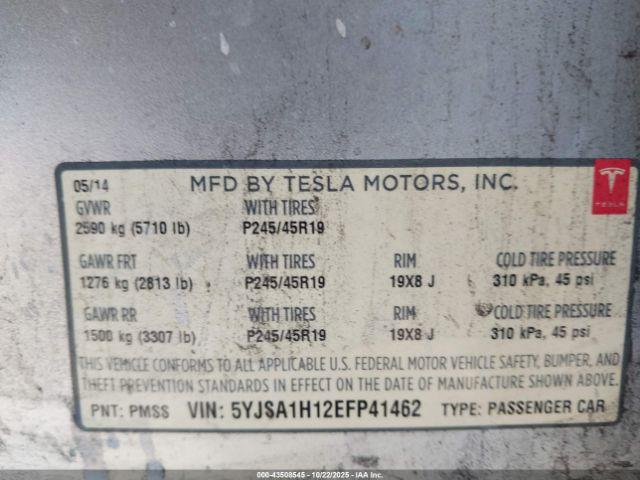 05/14 MFD BY TESLA MOTORS, INC.
TESLA
GVWR WITH TIRES
2590 kg (5710 lb) P245/45R19
GAWR FRT WITH TIRES RIM COLD TIRE PRESSURE
1276 kg (2813 lb) P245/45R19 19X8 J 310 kPa, 45 psi
GAWR RR WITH TIRES RIM COLD TIRE PRESSURE
1500 kg (3307 lb) P245/45R19 19X8 J 310 kPa, 45 psi
THIS VEHICLE CONFORMS TO ALL APPLICABLE U.S. FEDERAL MOTOR VEHICLE SAFETY, BUMPER, AND
THEFT PREVENTION STANDARDS IN EFFECT ON THE DATE OF MANUFACTURE SHOWN ABOVE.
PNT: PMSS VIN: 5YJSA1H12EFP41462 TYPE: PASSENGER CAR
000-43508545 - 10/22/2025 - IAAI.COM